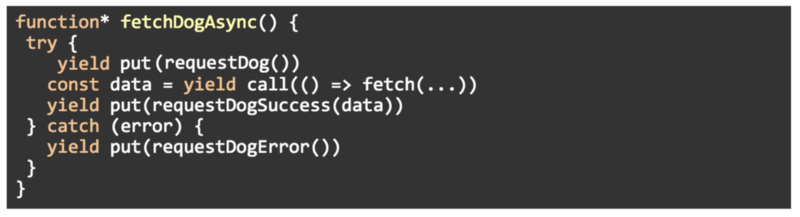 function* fetchDogAsync() {
try {
yield put(requestDog())
const data = yield call(() => fetch(...))
yield put(requestDogSuccess(data))
} catch (error) {
yield put(requestDogError())
}
}